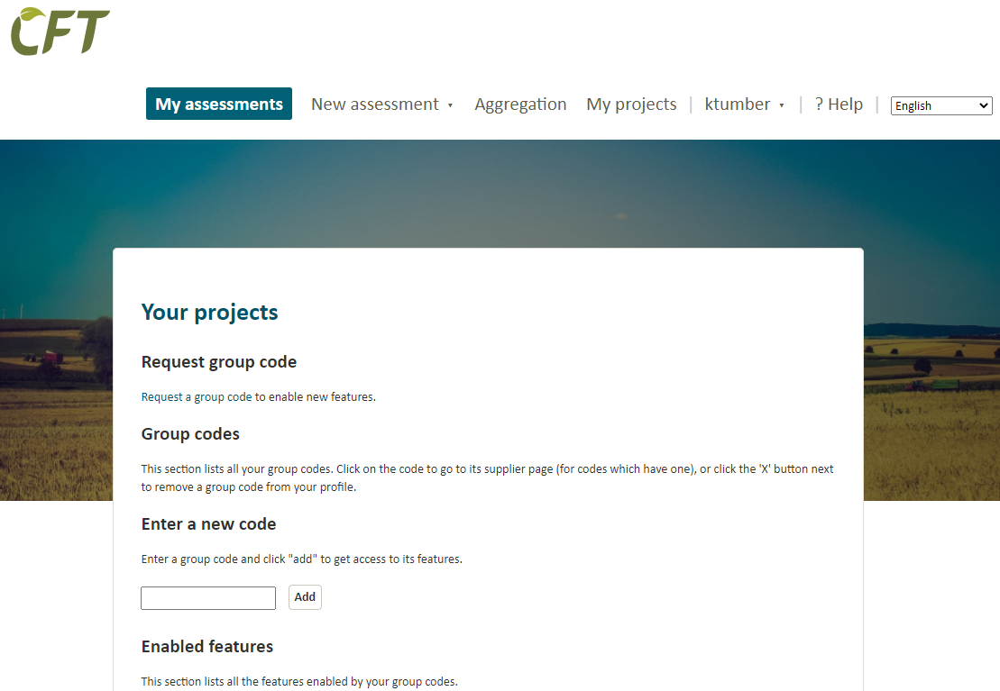 CFT
My assessments New assessment ▾ Aggregation My projects | ktumber ▾ | ? Help | English
Your projects
Request group code
Request a group code to enable new features.
Group codes
This section lists all your group codes. Click on the code to go to its supplier page (for codes which have one), or click the 'X' button next
to remove a group code from your profile.
Enter a new code
Enter a group code and click "add" to get access to its features.
Add
Enabled features
This section lists all the features enabled by your group codes.